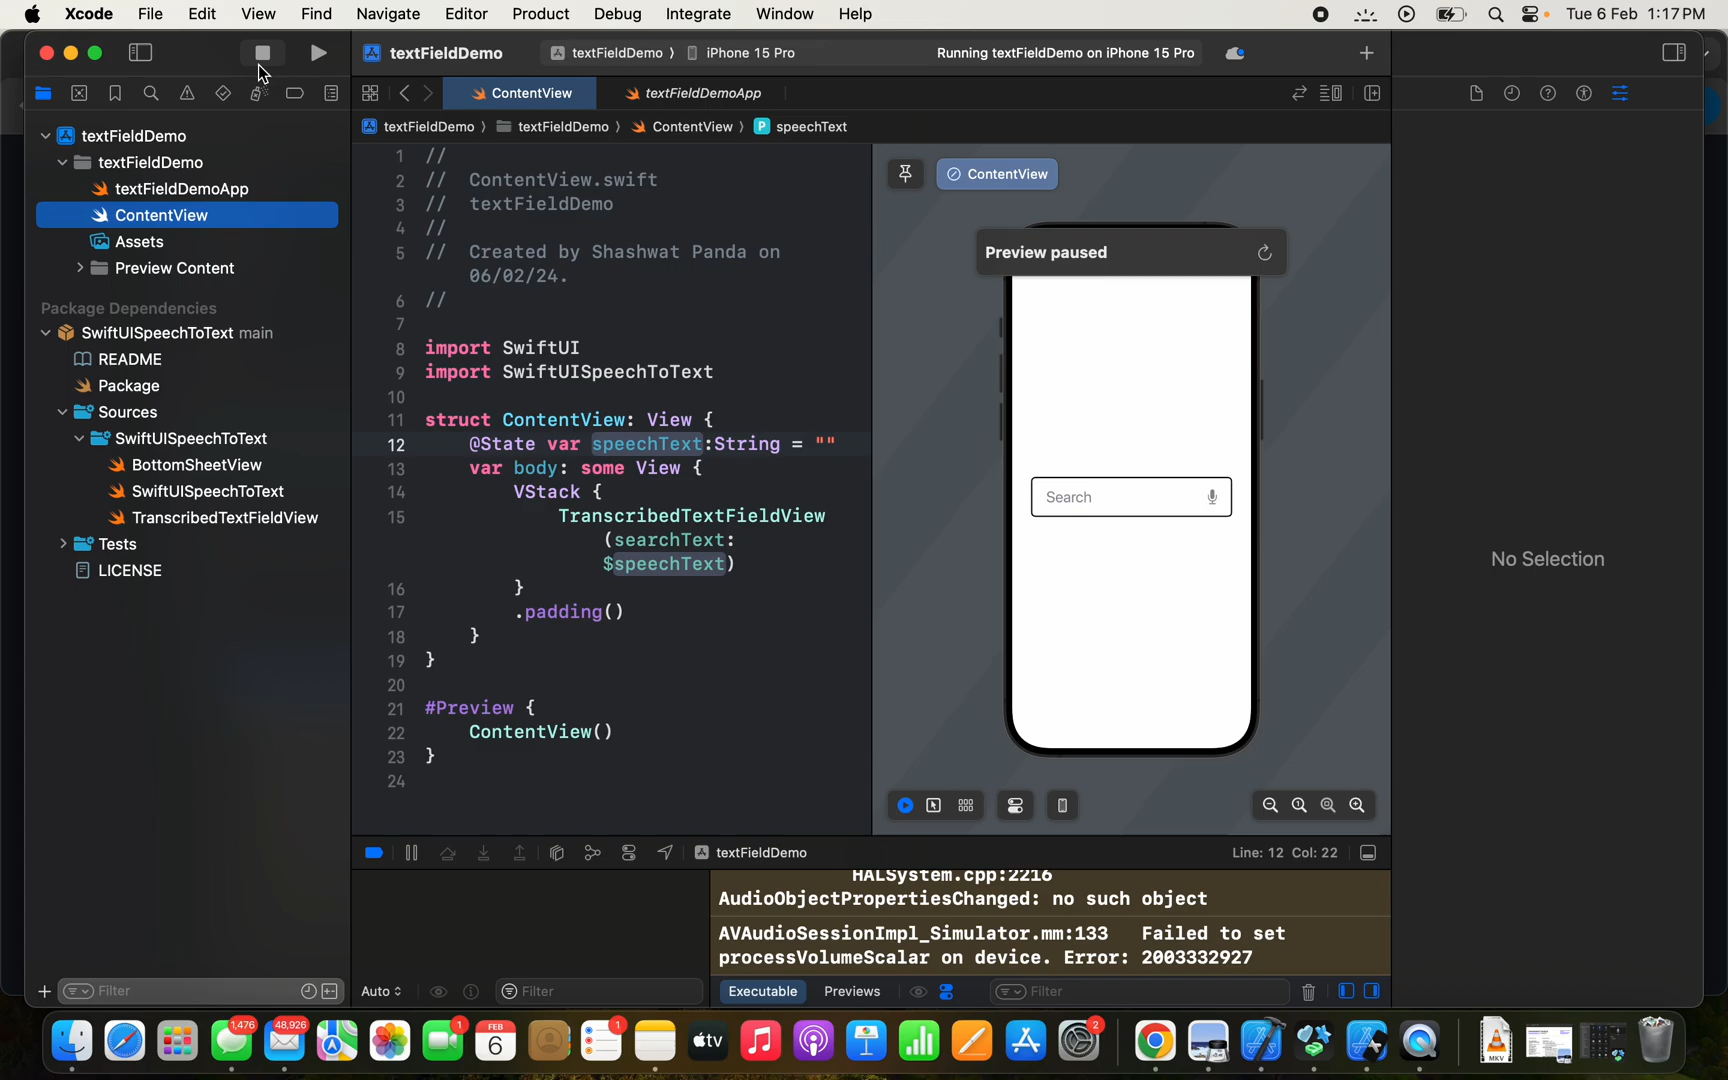 Xcode File Edit View Find Navigate Editor Product Debug Integrate Window Help Tue 6 Feb 1:17 PM
textFieldDemo textFieldDemo 〉 iPhone 15 Pro Running textFieldDemo on iPhone 15 Pro
ContentView textFieldDemoApp
textFieldDemo 〉 textFieldDemo 〉 ContentView 〉 P speechText
textFieldDemo
textFieldDemo
textFieldDemoApp
ContentView
Assets
Preview Content
Package Dependencies
SwiftUISpeechToText main
README
Package
Sources
SwiftUISpeechToText
BottomSheetView
SwiftUISpeechToText
TranscribedTextFieldView
Tests
LICENSE
Filter
1 //
2 // ContentView.swift
3 // textFieldDemo
4 //
5 // Created by Shashwat Panda on
06/02/24.
6 //
7
8 import SwiftUI
9 import SwiftUISpeechToText
10
11 struct ContentView: View {
12 @State var speechText:String = ""
13 var body: some View {
14 VStack {
15 TranscribedTextFieldView
(searchText:
$speechText)
16 }
17 .padding()
18 }
19 }
20
21 #Preview {
22 ContentView()
23 }
24
ContentView
Preview paused
Search
No Selection
textFieldDemo Line: 12 Col: 22
HALSystem.cpp:2216
AudioObjectPropertiesChanged: no such object
AVAudioSessionImpl_Simulator.mm:133 Failed to set
processVolumeScalar on device. Error: 2003332927
Auto Filter Executable Previews Filter
1,476 48,926 1 FEB 6 1 tv 2 MKV